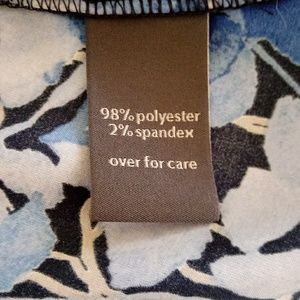 98% polyester
2% spandex
over for care